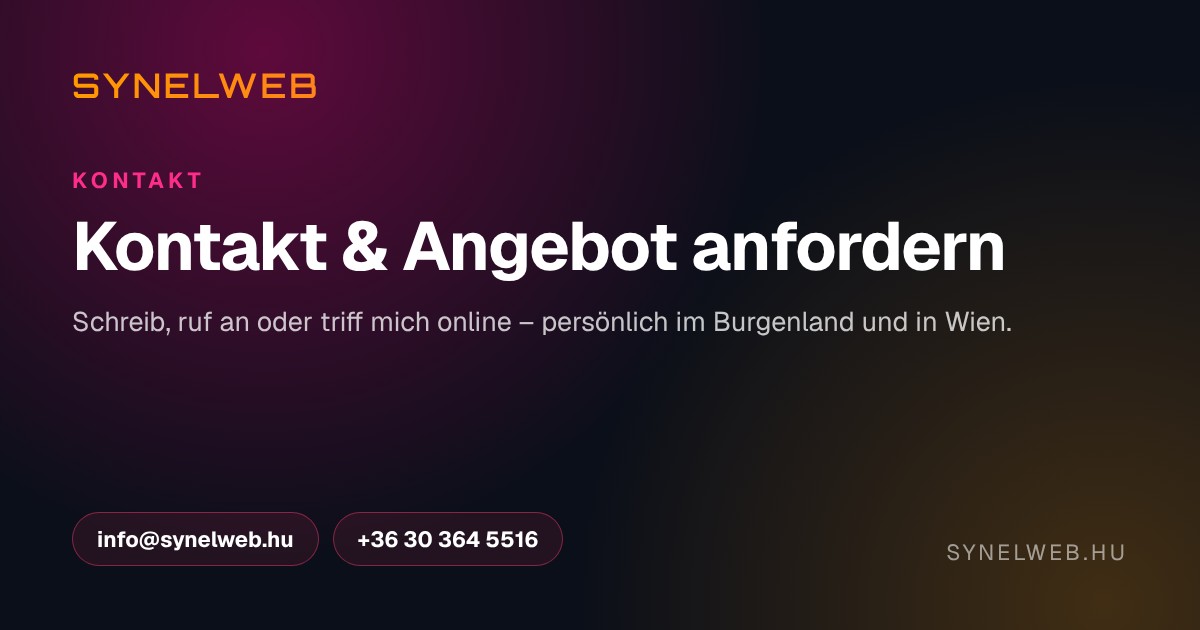 SYNELWEB
KONTAKT
Kontakt & Angebot anfordern
Schreib, ruf an oder triff mich online – persönlich im Burgenland und in Wien.
info@synelweb.hu
+36 30 364 5516
SYNELWEB.HU